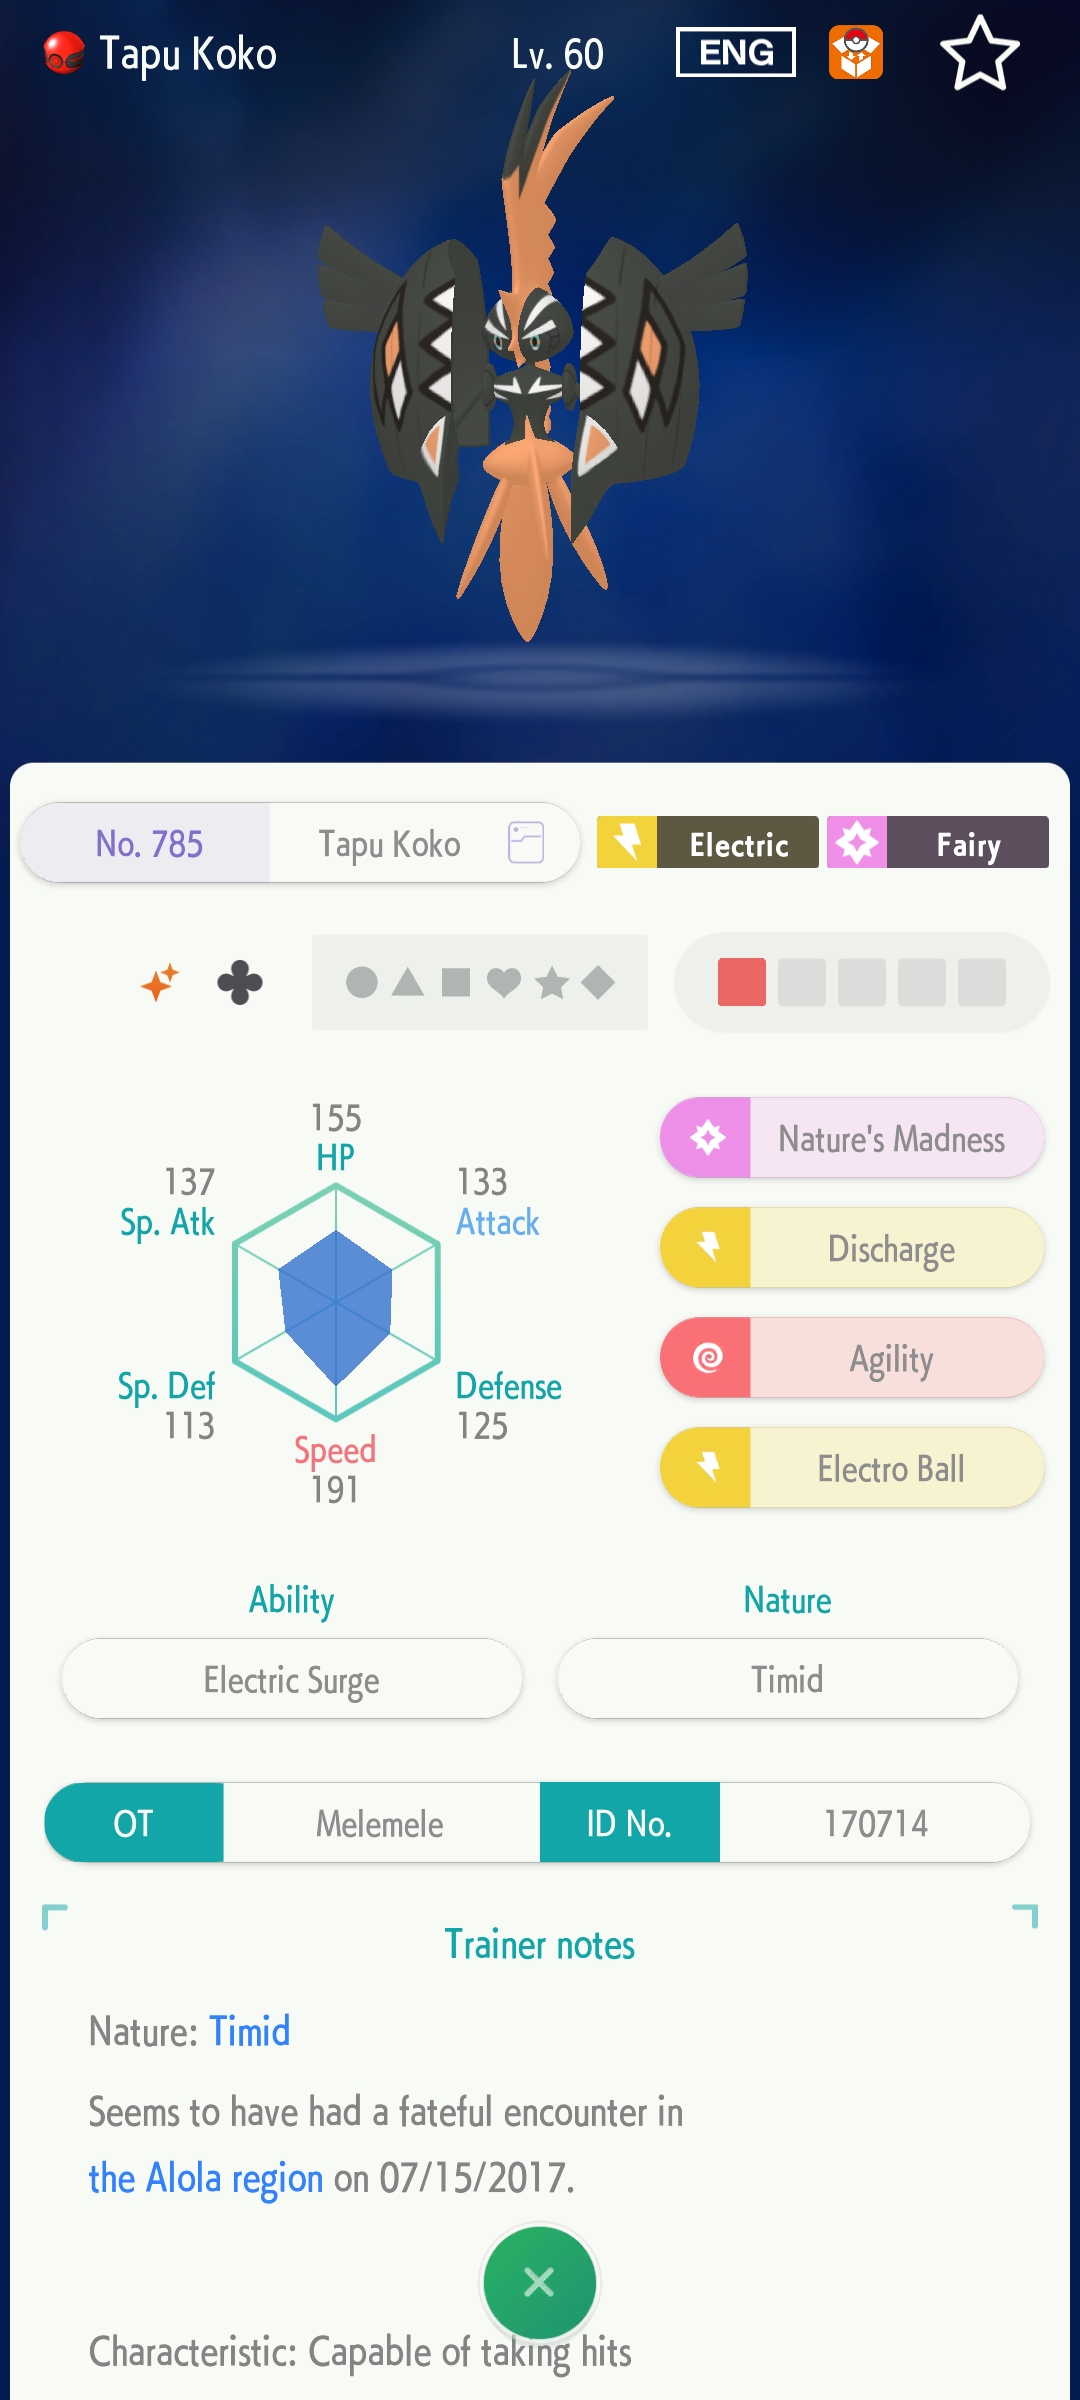 Tapu Koko Lv. 60 ENG
No. 785 Tapu Koko Electric Fairy
155
HP
137
Sp. Atk
133
Attack
Sp. Def
113
Defense
125
Speed
191
Nature's Madness
Discharge
Agility
Electro Ball
Ability
Electric Surge
Nature
Timid
OT Melemele ID No. 170714
Trainer notes
Nature: Timid
Seems to have had a fateful encounter in
the Alola region on 07/15/2017.
Characteristic: Capable of taking hits